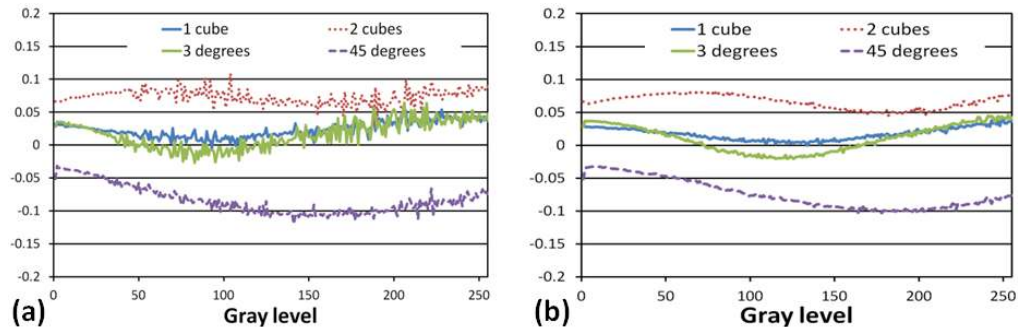 0.2
0.15
0.1
0.05
0
-0.05
-0.1
-0.15
-0.2
1 cube
2 cubes
3 degrees
45 degrees
0 50 100 150 200 250
(a)
Gray level
0.2
0.15
0.1
0.05
0
-0.05
-0.1
-0.15
-0.2
1 cube
2 cubes
3 degrees
45 degrees
0 50 100 150 200 250
(b)
Gray level